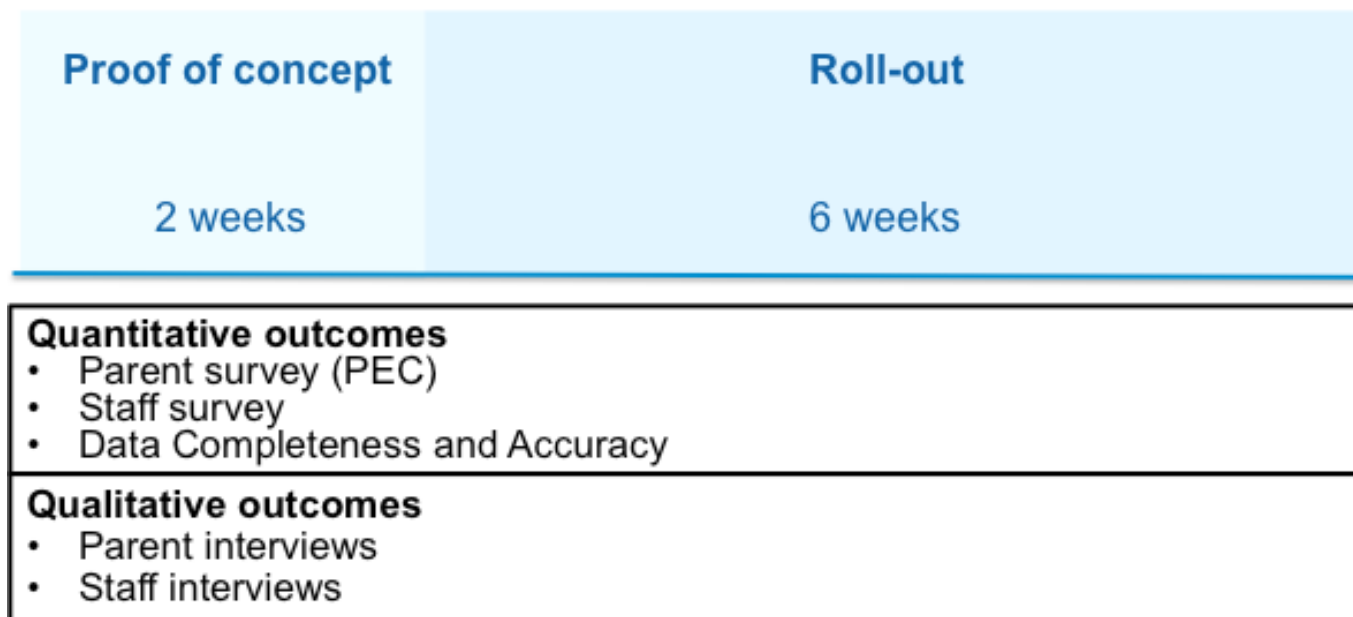 Proof of concept
Roll-out
2 weeks
6 weeks
Quantitative outcomes
• Parent survey (PEC)
• Staff survey
• Data Completeness and Accuracy
Qualitative outcomes
• Parent interviews
• Staff interviews